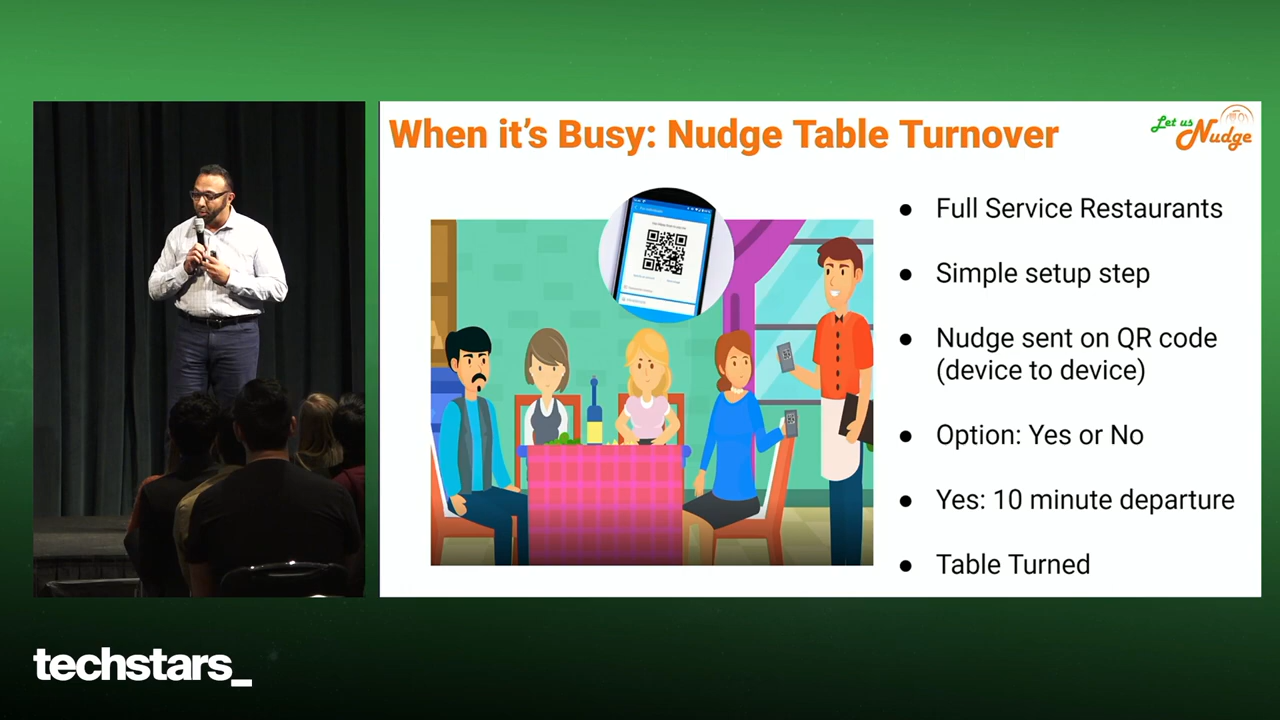 When it's Busy: Nudge Table Turnover
Let us
Nudge
● Full Service Restaurants
● Simple setup step
● Nudge sent on QR code
(device to device)
● Option: Yes or No
● Yes: 10 minute departure
● Table Turned
techstars_